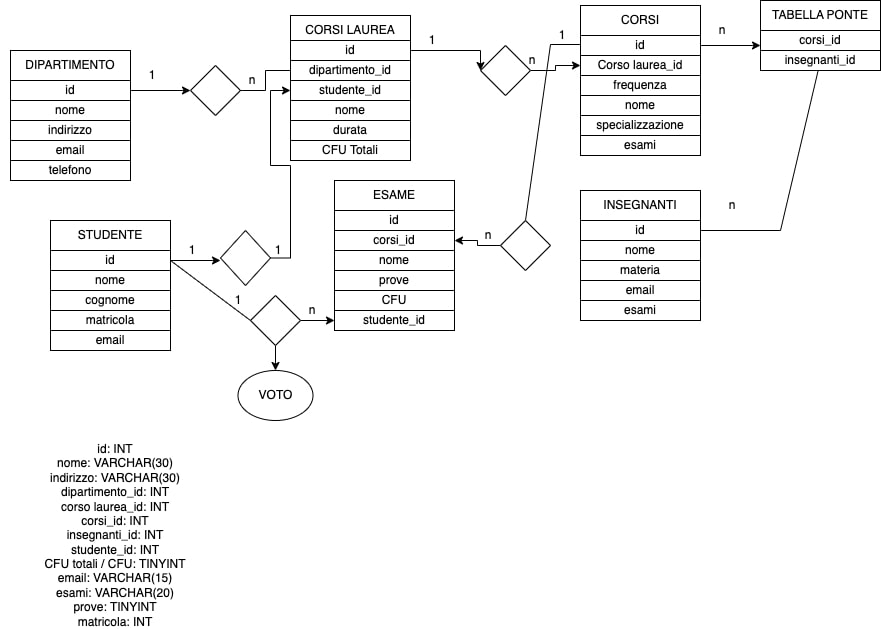 DIPARTIMENTO
id
nome
indirizzo
email
telefono
1
n
CORSI LAUREA
id
dipartimento_id
studente_id
nome
durata
CFU Totali
1
n
CORSI
id
Corso laurea_id
frequenza
nome
specializzazione
esami
1
n
TABELLA PONTE
corsi_id
insegnanti_id
STUDENTE
id
nome
cognome
matricola
email
1
1
1
n
VOTO
ESAME
id
corsi_id
nome
prove
CFU
studente_id
n
INSEGNANTI
id
nome
materia
email
esami
n
id: INT
nome: VARCHAR(30)
indirizzo: VARCHAR(30)
dipartimento_id: INT
corso laurea_id: INT
corsi_id: INT
insegnanti_id: INT
studente_id: INT
CFU totali / CFU: TINYINT
email: VARCHAR(15)
esami: VARCHAR(20)
prove: TINYINT
matricola: INT